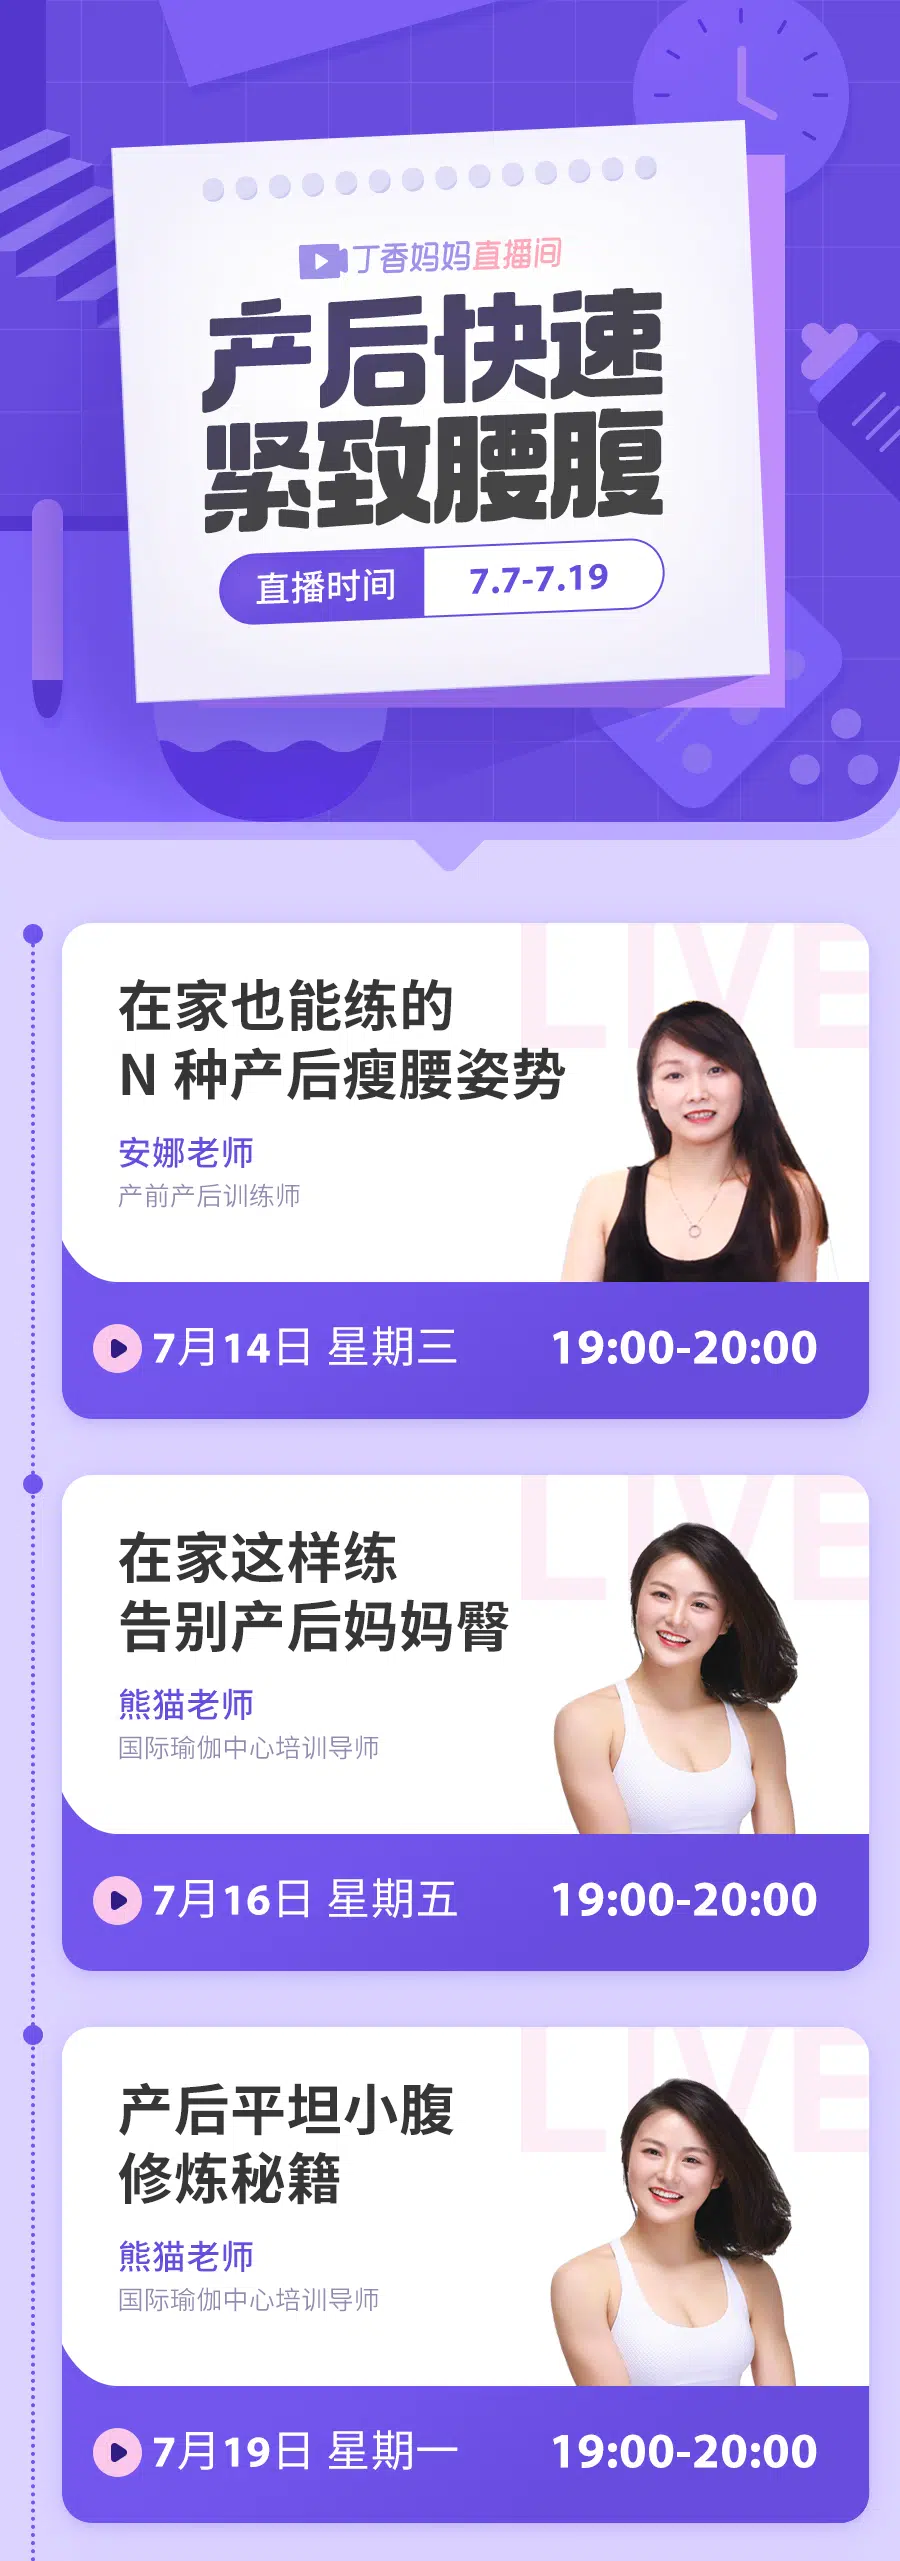 丁香妈妈直播间
产后快速
紧致腰腹
直播时间 7.7-7.19
LIVE
在家也能练的
N 种产后瘦腰姿势
安娜老师
产前产后训练师
7月14日 星期三 19:00-20:00
LIVE
在家这样练
告别产后妈妈臀
熊猫老师
国际瑜伽中心培训导师
7月16日 星期五 19:00-20:00
LIVE
产后平坦小腹
修炼秘籍
熊猫老师
国际瑜伽中心培训导师
7月19日 星期一 19:00-20:00